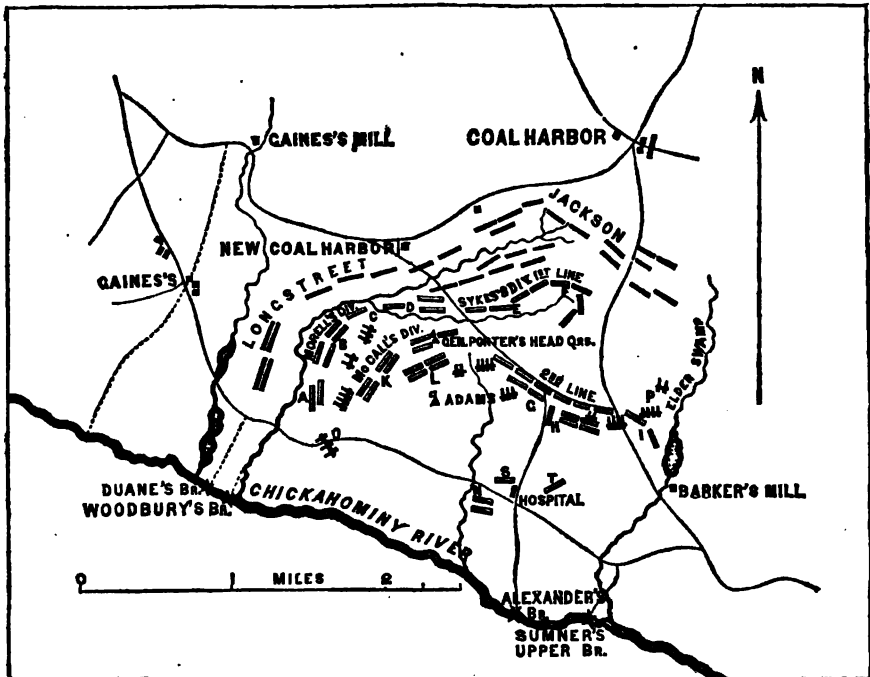 N
GAINES'S MILL
COAL HARBOR
JACKSON
NEW COAL HARBOR
GAINES'S
LONGSTREET
SYKES'S DIV. 1ST LINE
MORELL'S DIV.
C
D
E
F
B
McCALL'S DIV.
GEN. PORTER'S HEAD QRS.
ELDER SWAMP
K
L
2ND LINE
P
A
ADAMS
G
H
I
O
S
T
HOSPITAL
BARKER'S MILL
DUANE'S BR.
WOODBURY'S BR.
CHICKAHOMINY RIVER
0 1 MILES 2
ALEXANDER'S
BR.
SUMNER'S
UPPER BR.